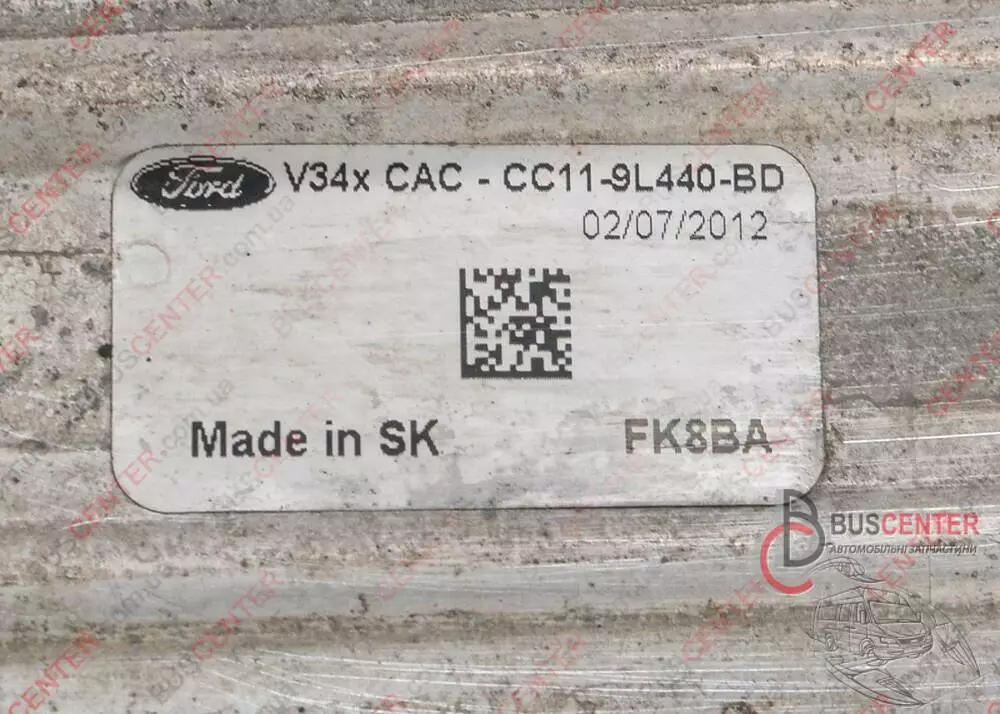 Ford V34x CAC - CC11-9L440-BD
02/07/2012
Made in SK
FK8BA
BUSCENTER
АВТОМОБІЛЬНІ ЗАПЧАСТИНИ